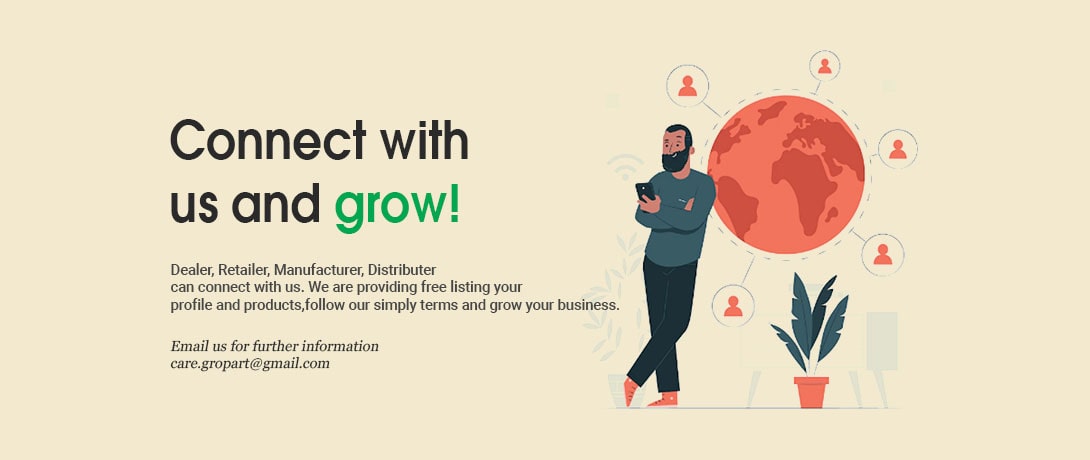 Connect with
us and grow!
Dealer, Retailer, Manufacturer, Distributer
can connect with us. We are providing free listing your
profile and products,follow our simply terms and grow your business.
Email us for further information
care.gropart@gmail.com